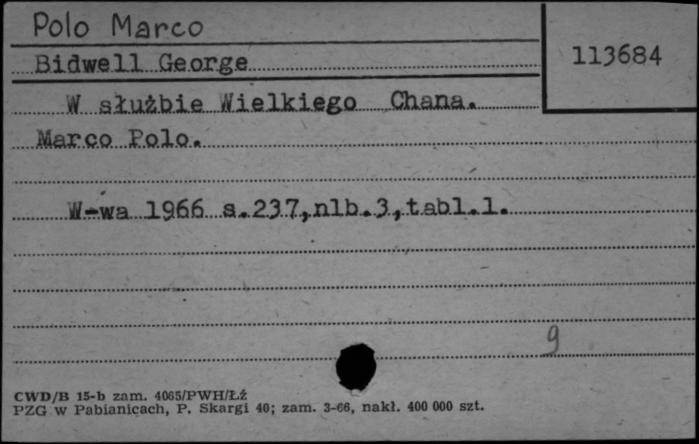 Polo Marco
113684
Bidwell George
W służbie Wielkiego Chana.
Marco Polo.
W-wa 1966 s.237,nlb.3,tabl.1.
9
CWD/B 15-b zam. 4065/PWH/Łź
PZG w Pabianicach, P. Skargi 40; zam. 3-66, nakł. 400 000 szt.